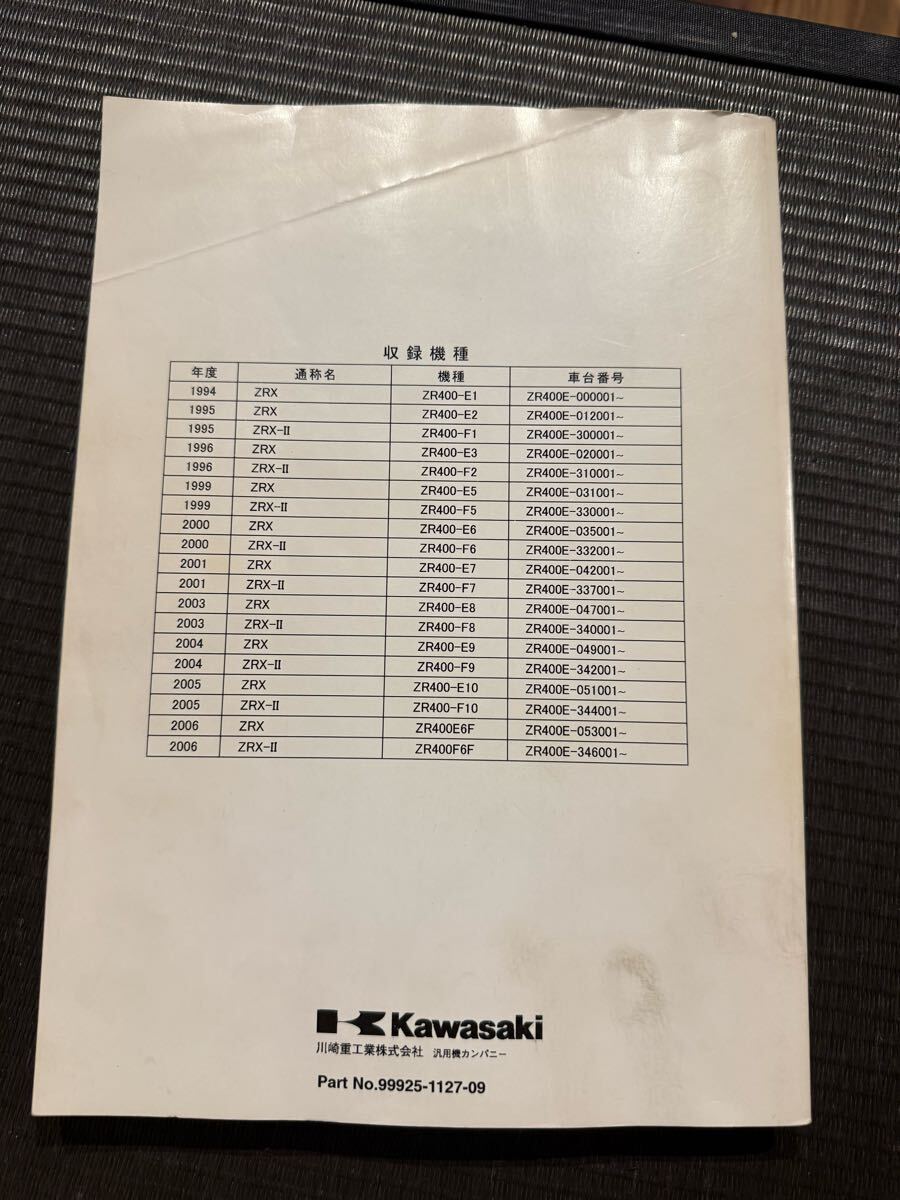 収録機種
年度 通称名 機種 車台番号
1994 ZRX ZR400-E1 ZR400E-000001~
1995 ZRX ZR400-E2 ZR400E-012001~
1995 ZRX-II ZR400-F1 ZR400E-300001~
1996 ZRX ZR400-E3 ZR400E-020001~
1996 ZRX-II ZR400-F2 ZR400E-310001~
1999 ZRX ZR400-E5 ZR400E-031001~
1999 ZRX-II ZR400-F5 ZR400E-330001~
2000 ZRX ZR400-E6 ZR400E-035001~
2000 ZRX-II ZR400-F6 ZR400E-332001~
2001 ZRX ZR400-E7 ZR400E-042001~
2001 ZRX-II ZR400-F7 ZR400E-337001~
2003 ZRX ZR400-E8 ZR400E-047001~
2003 ZRX-II ZR400-F8 ZR400E-340001~
2004 ZRX ZR400-E9 ZR400E-049001~
2004 ZRX-II ZR400-F9 ZR400E-342001~
2005 ZRX ZR400-E10 ZR400E-051001~
2005 ZRX-II ZR400-F10 ZR400E-344001~
2006 ZRX ZR400E6F ZR400E-053001~
2006 ZRX-II ZR400F6F ZR400E-346001~
Kawasaki
川崎重工業株式会社 汎用機カンパニー
Part No.99925-1127-09